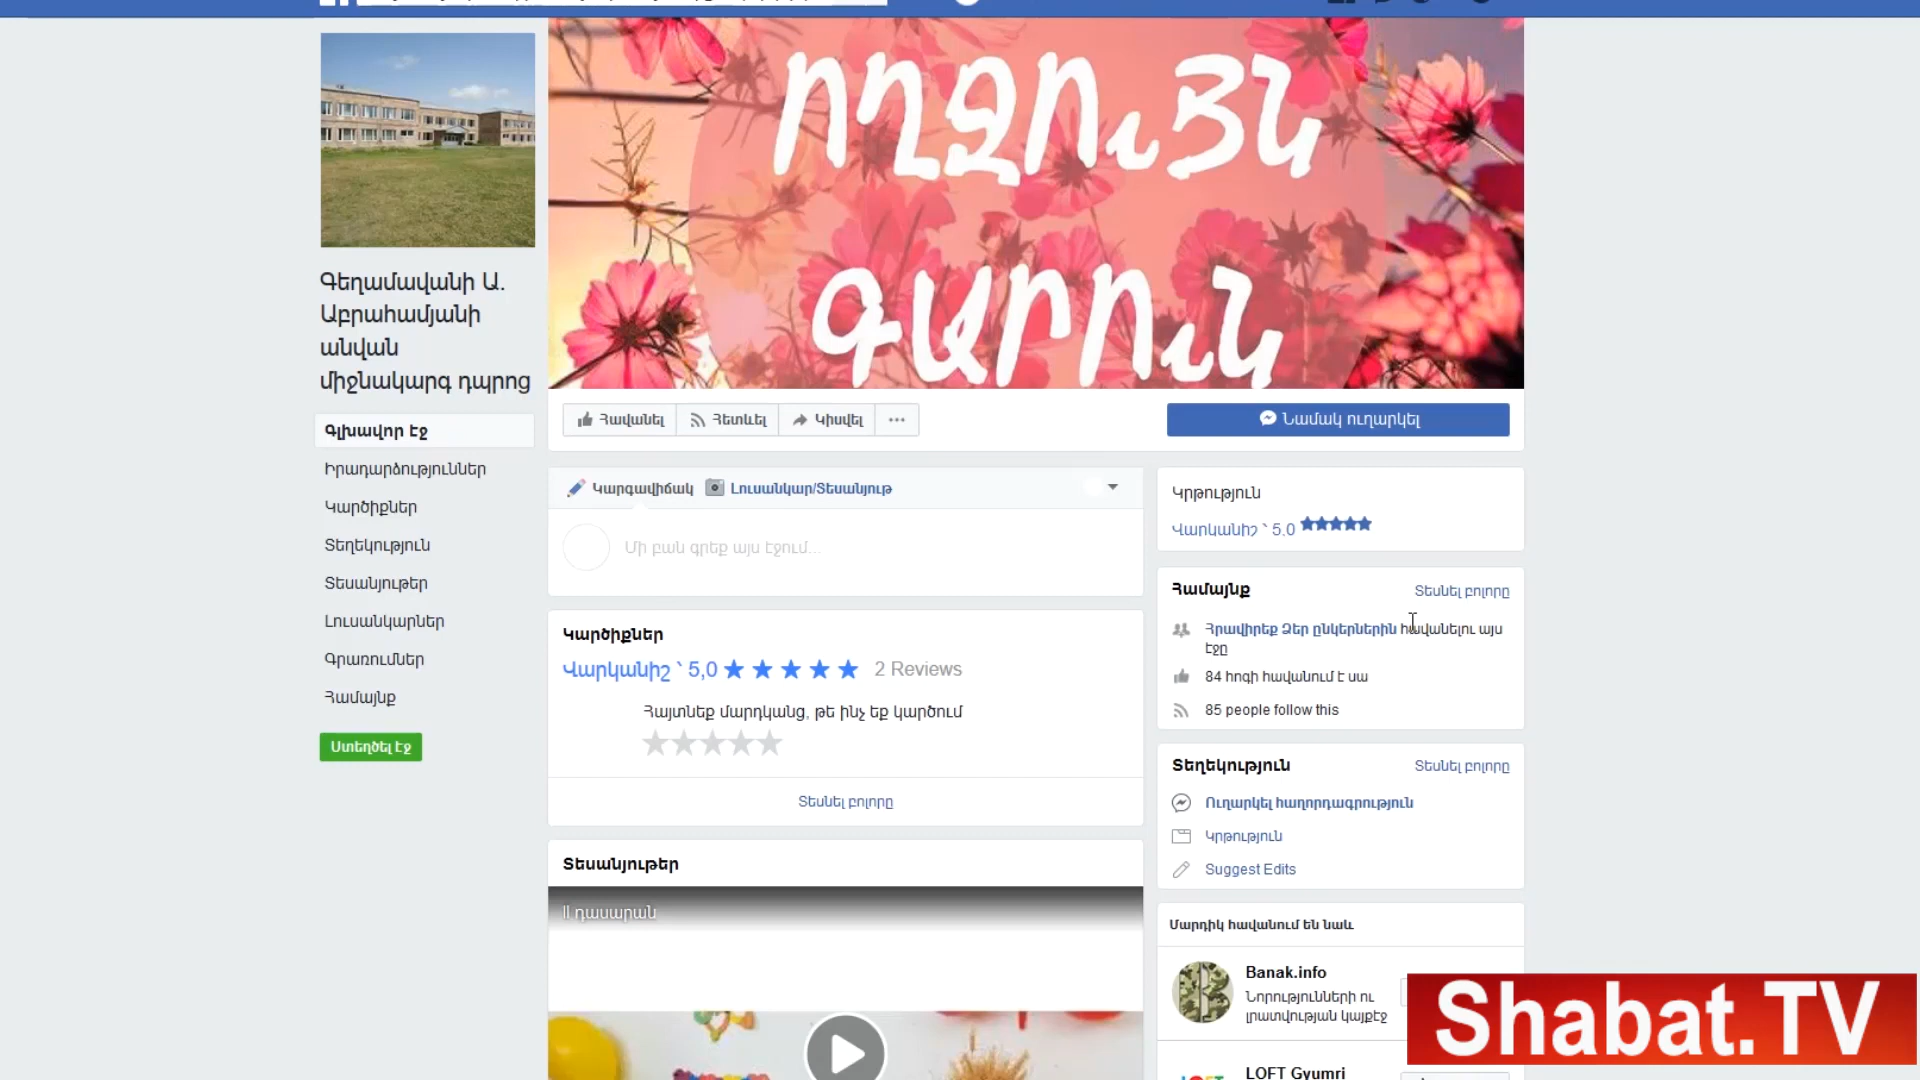 ՈՂՋՈւՅՆ
ԳԱՐՈւՆ
Գեղամավանի Ա.
Աբրահամյանի
անվան
միջնակարգ դպրոց
Գլխավոր էջ
Իրադարձություններ
Կարծիքներ
Տեղեկություն
Տեսանյութեր
Լուսանկարներ
Գրառումներ
Համայնք
Ստեղծել էջ
Հավանել
Հետևել
Կիսվել
Նամակ ուղարկել
Կարգավիճակ
Լուսանկար/Տեսանյութ
Մի բան գրեք այս էջում...
Կարծիքներ
Վարկանիշ ՝ 5,0 ★★★★★ 2 Reviews
Հայտնեք մարդկանց, թե ինչ եք կարծում
Տեսնել բոլորը
Տեսանյութեր
II դասարան
Կրթություն
Վարկանիշ ՝ 5.0 ★★★★★
Համայնք
Տեսնել բոլորը
Հրավիրեք Ձեր ընկերներին հավանելու այս
էջը
84 հոգի հավանում է սա
85 people follow this
Տեղեկություն
Տեսնել բոլորը
Ուղարկել հաղորդագրություն
Կրթություն
Suggest Edits
Մարդիկ հավանում են նաև
Banak.info
Նորությունների ու
լրատվության կայքէջ
LOFT Gyumri
Shabat.TV